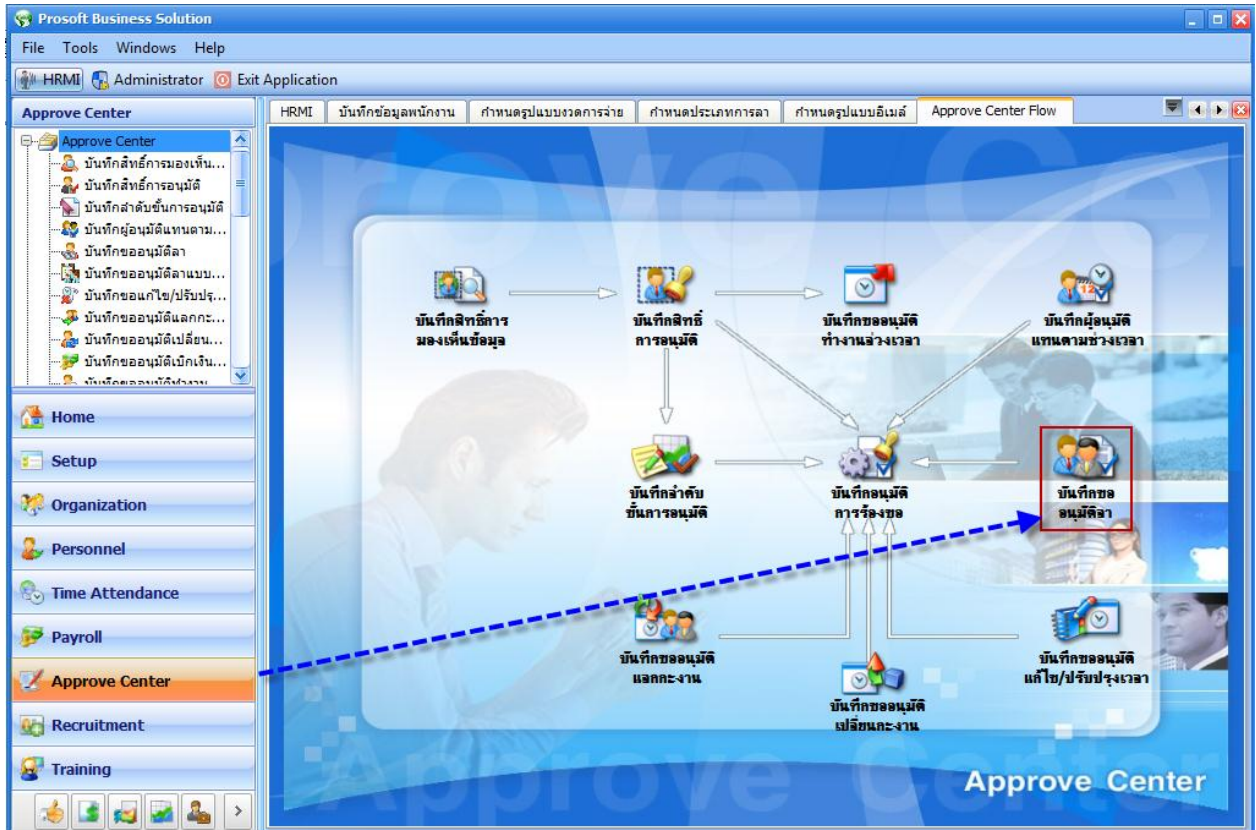 Prosoft Business Solution
File Tools Windows Help
HRMI Administrator Exit Application
Approve Center
HRMI บันทึกข้อมูลพนักงาน กำหนดรูปแบบงวดการจ่าย กำหนดประเภทการลา กำหนดรูปแบบอีเมล์ Approve Center Flow
Approve Center
บันทึกสิทธิ์การมองเห็น...
บันทึกสิทธิ์การอนุมัติ
บันทึกลำดับขั้นการอนุมัติ
บันทึกผู้อนุมัติแทนตาม...
บันทึกขออนุมัติลา
บันทึกขออนุมัติลาแบบ...
บันทึกขอแก้ไข/ปรับปรุ...
บันทึกขออนุมัติแลกกะ...
บันทึกขออนุมัติเปลี่ยน...
บันทึกขออนุมัติเบิกเงิน...
บันทึกขออนุมัติทำงาน
Home
Setup
Organization
Personnel
Time Attendance
Payroll
Approve Center
Recruitment
Training
บันทึกสิทธิ์การ
มองเห็นข้อมูล
บันทึกสิทธิ์
การอนุมัติ
บันทึกขออนุมัติ
ทำงานล่วงเวลา
บันทึกผู้อนุมัติ
แทนตามช่วงเวลา
บันทึกลำดับ
ขั้นการอนุมัติ
บันทึกอนุมัติ
การร้องขอ
บันทึกขอ
อนุมัติลา
บันทึกขออนุมัติ
แลกกะงาน
บันทึกขออนุมัติ
เปลี่ยนกะงาน
บันทึกขออนุมัติ
แก้ไข/ปรับปรุงเวลา
Approve Center
Approve Center